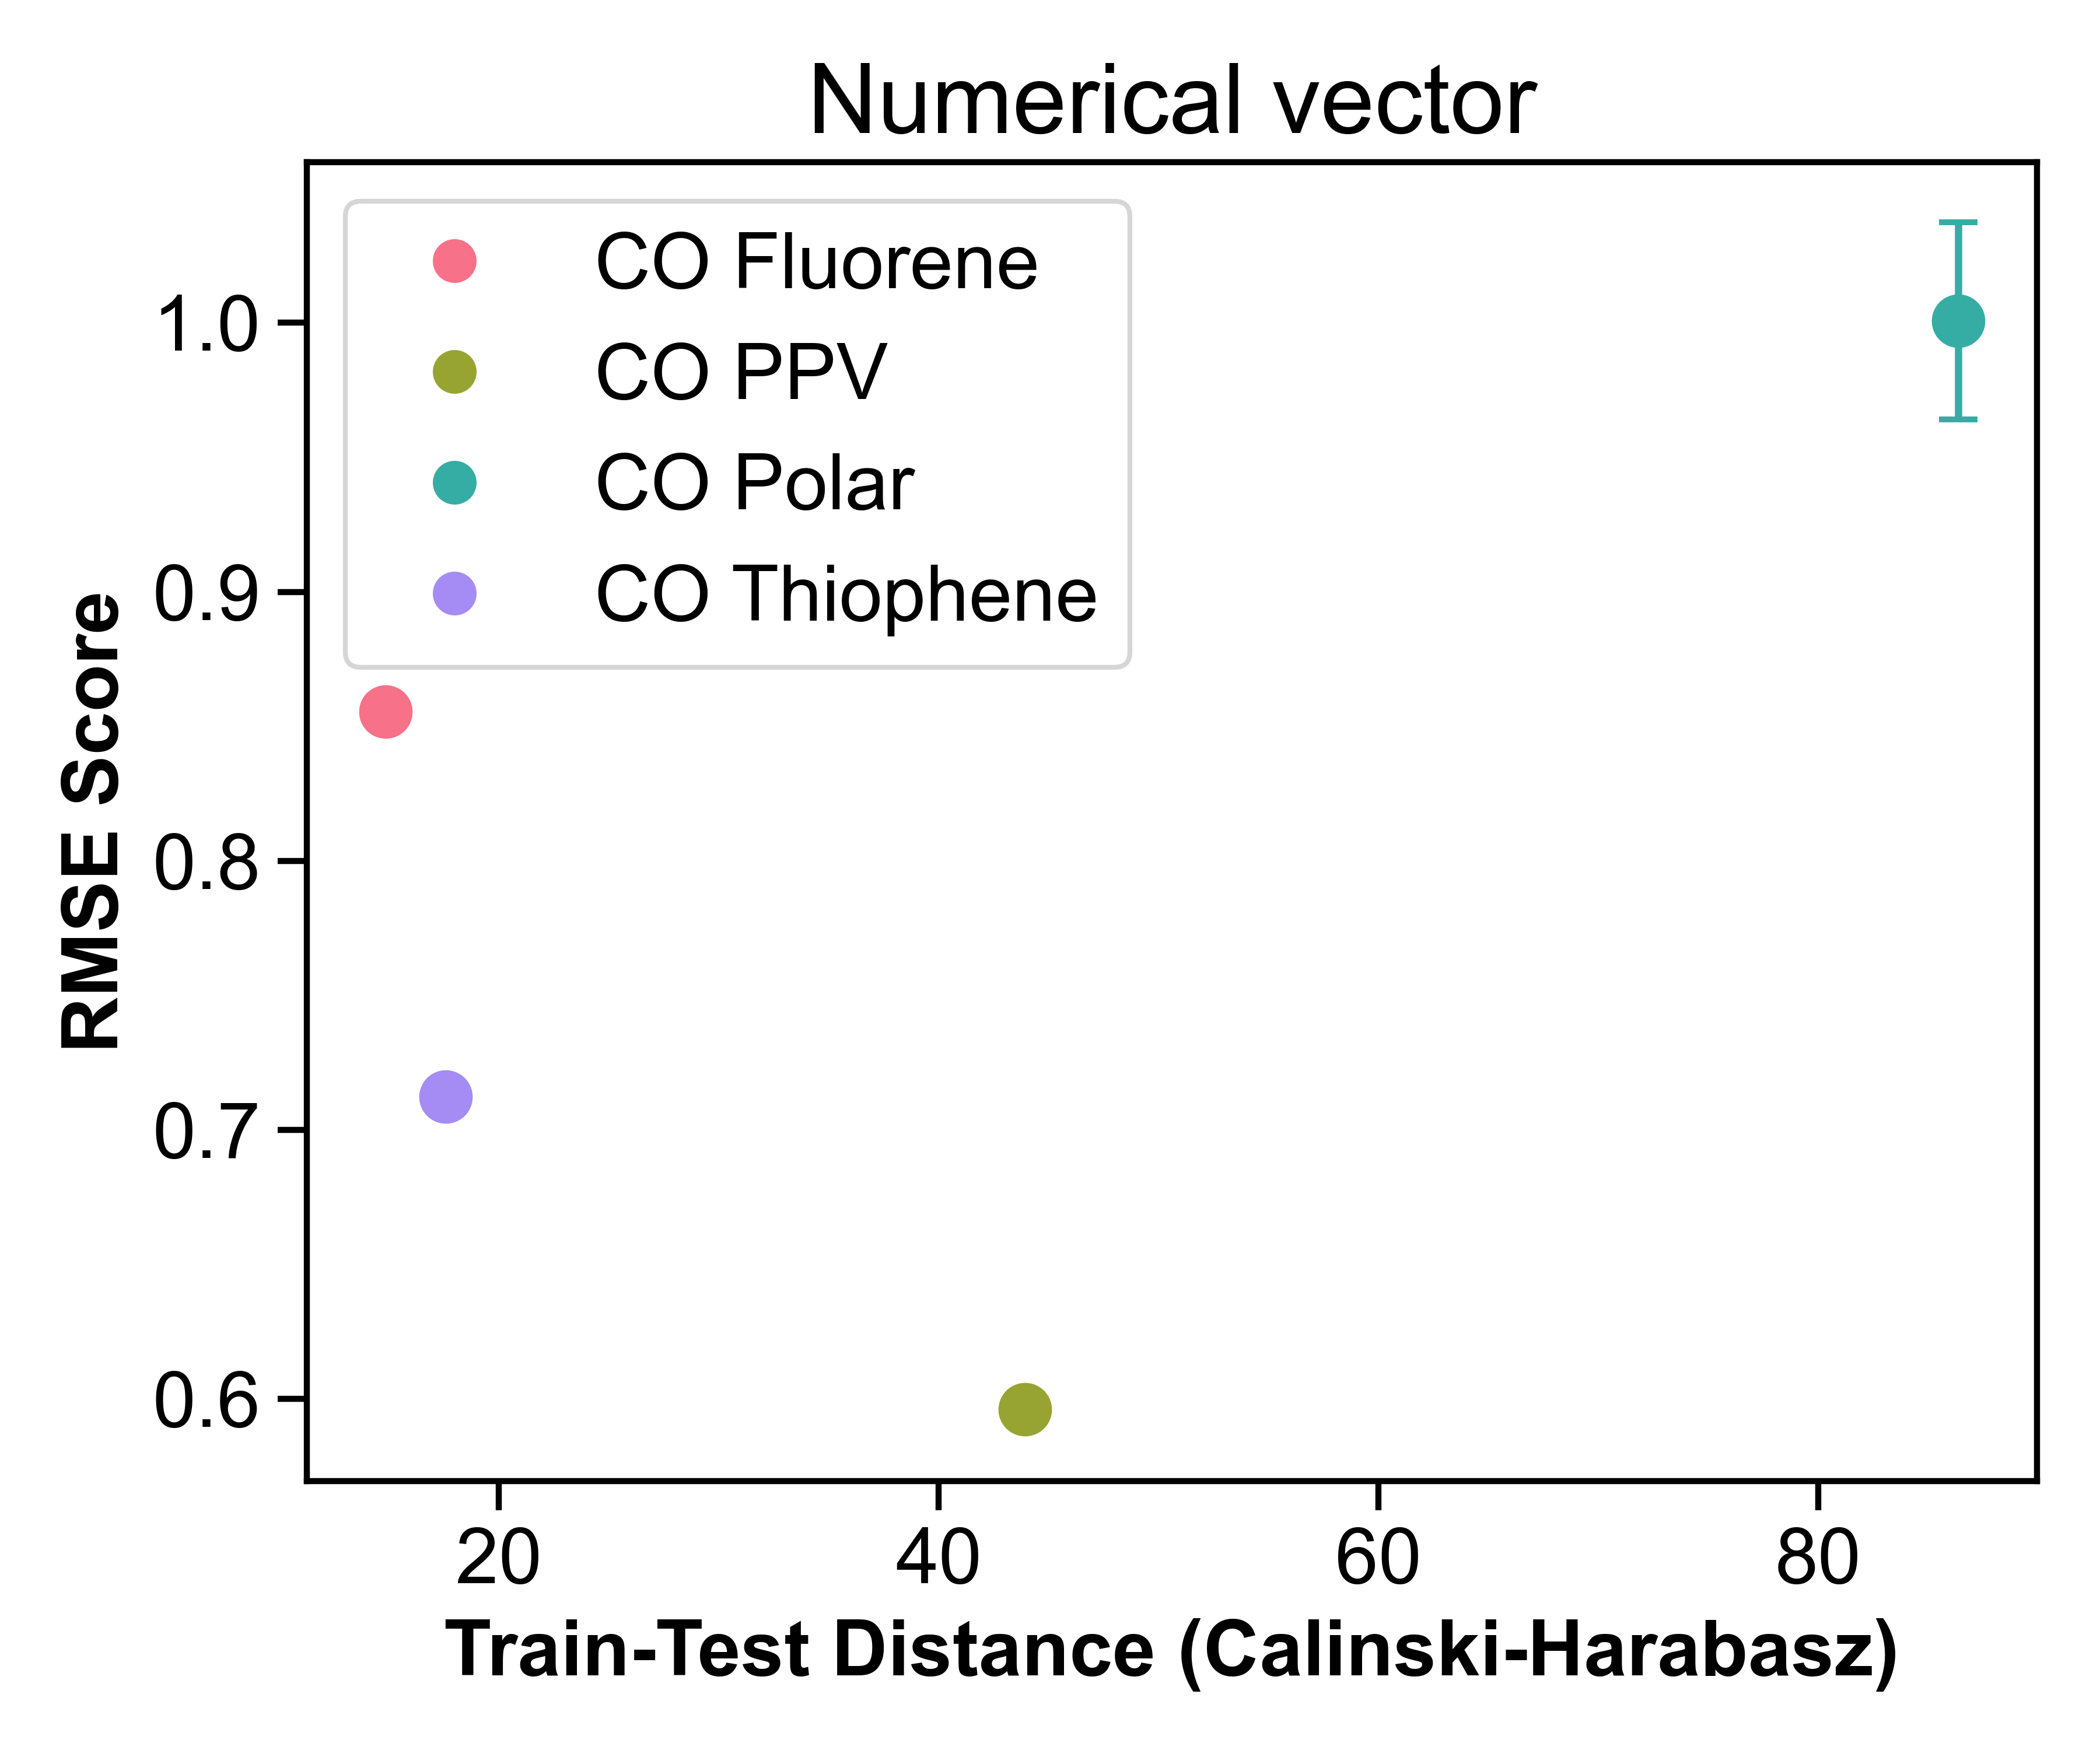 Numerical vector
CO Fluorene
CO PPV
CO Polar
CO Thiophene
RMSE Score
1.0
0.9
0.8
0.7
0.6
20 40 60 80
Train-Test Distance (Calinski-Harabasz)